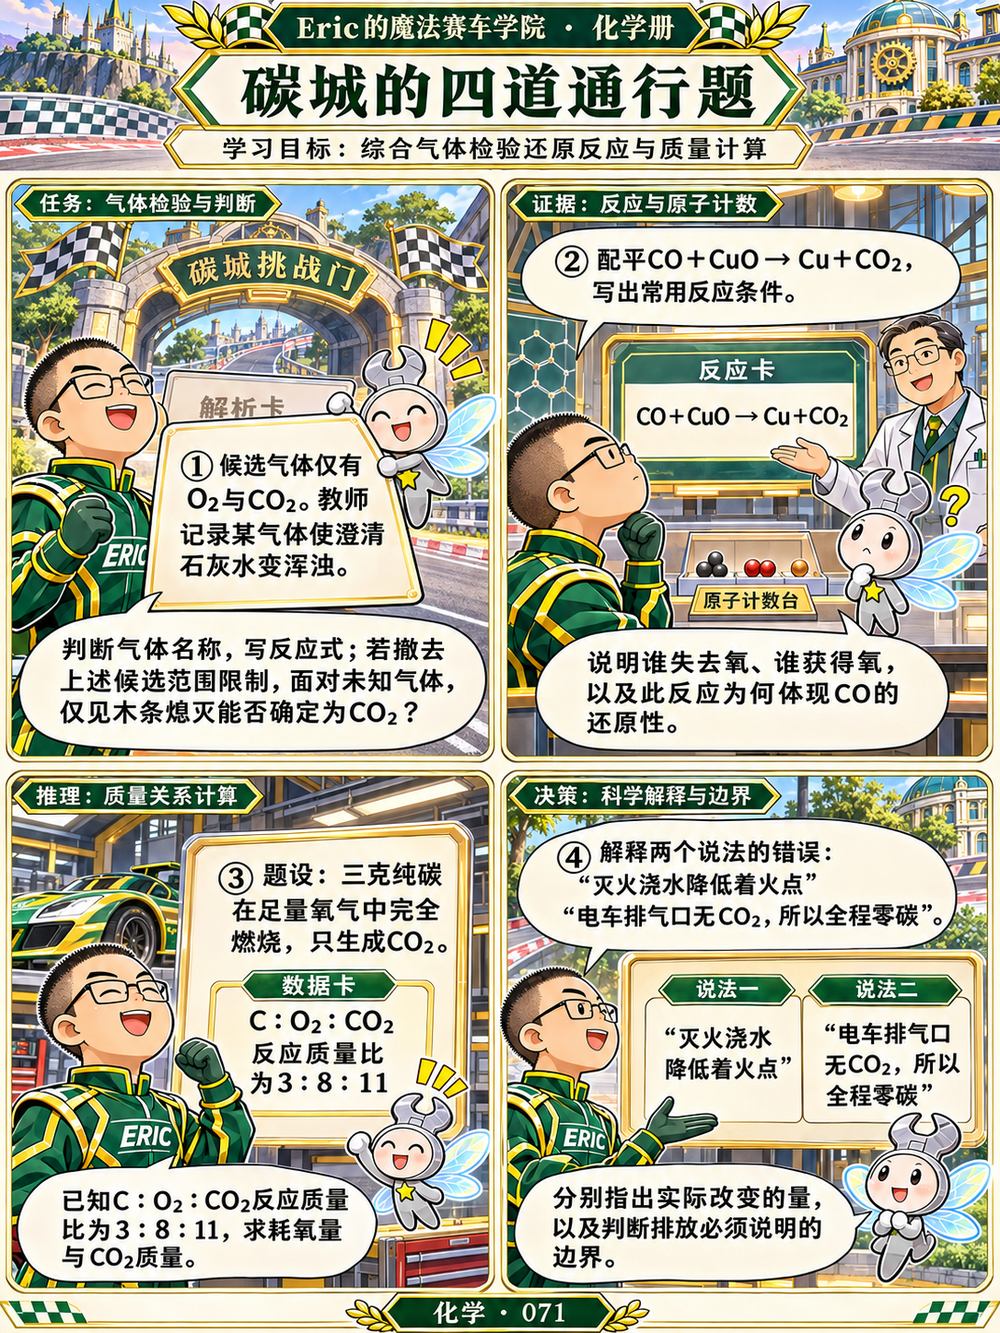 Eric的魔法赛车学院 · 化学册
碳城的四道通行题
学习目标：综合气体检验还原反应与质量计算
任务：气体检验与判断
碳城挑战门
解析卡
①候选气体仅有
O₂与CO₂。教师
记录某气体使澄清
石灰水变浑浊。
ERIC
判断气体名称，写反应式；若撤去
上述候选范围限制，面对未知气体，
仅见木条熄灭能否确定为CO₂？
证据：反应与原子计数
②配平CO＋CuO→Cu＋CO₂，
写出常用反应条件。
反应卡
CO+CuO→Cu+CO₂
?
原子计数台
说明谁失去氧、谁获得氧，
以及此反应为何体现CO的
还原性。
推理：质量关系计算
③题设：三克纯碳
在足量氧气中完全
燃烧，只生成CO₂。
数据卡
C：O₂：CO₂
反应质量比
为3：8：11
ERIC
已知C：O₂：CO₂反应质量
比为3：8：11，求耗氧量
与CO₂质量。
决策：科学解释与边界
④解释两个说法的错误：
“灭火浇水降低着火点”
“电车排气口无CO₂，所以全程零碳”。
说法一
“灭火浇水
降低着火点”
说法二
“电车排气口
无CO₂，所以
全程零碳”
ERIC
分别指出实际改变的量，
以及判断排放必须说明的
边界。
化学 · 071